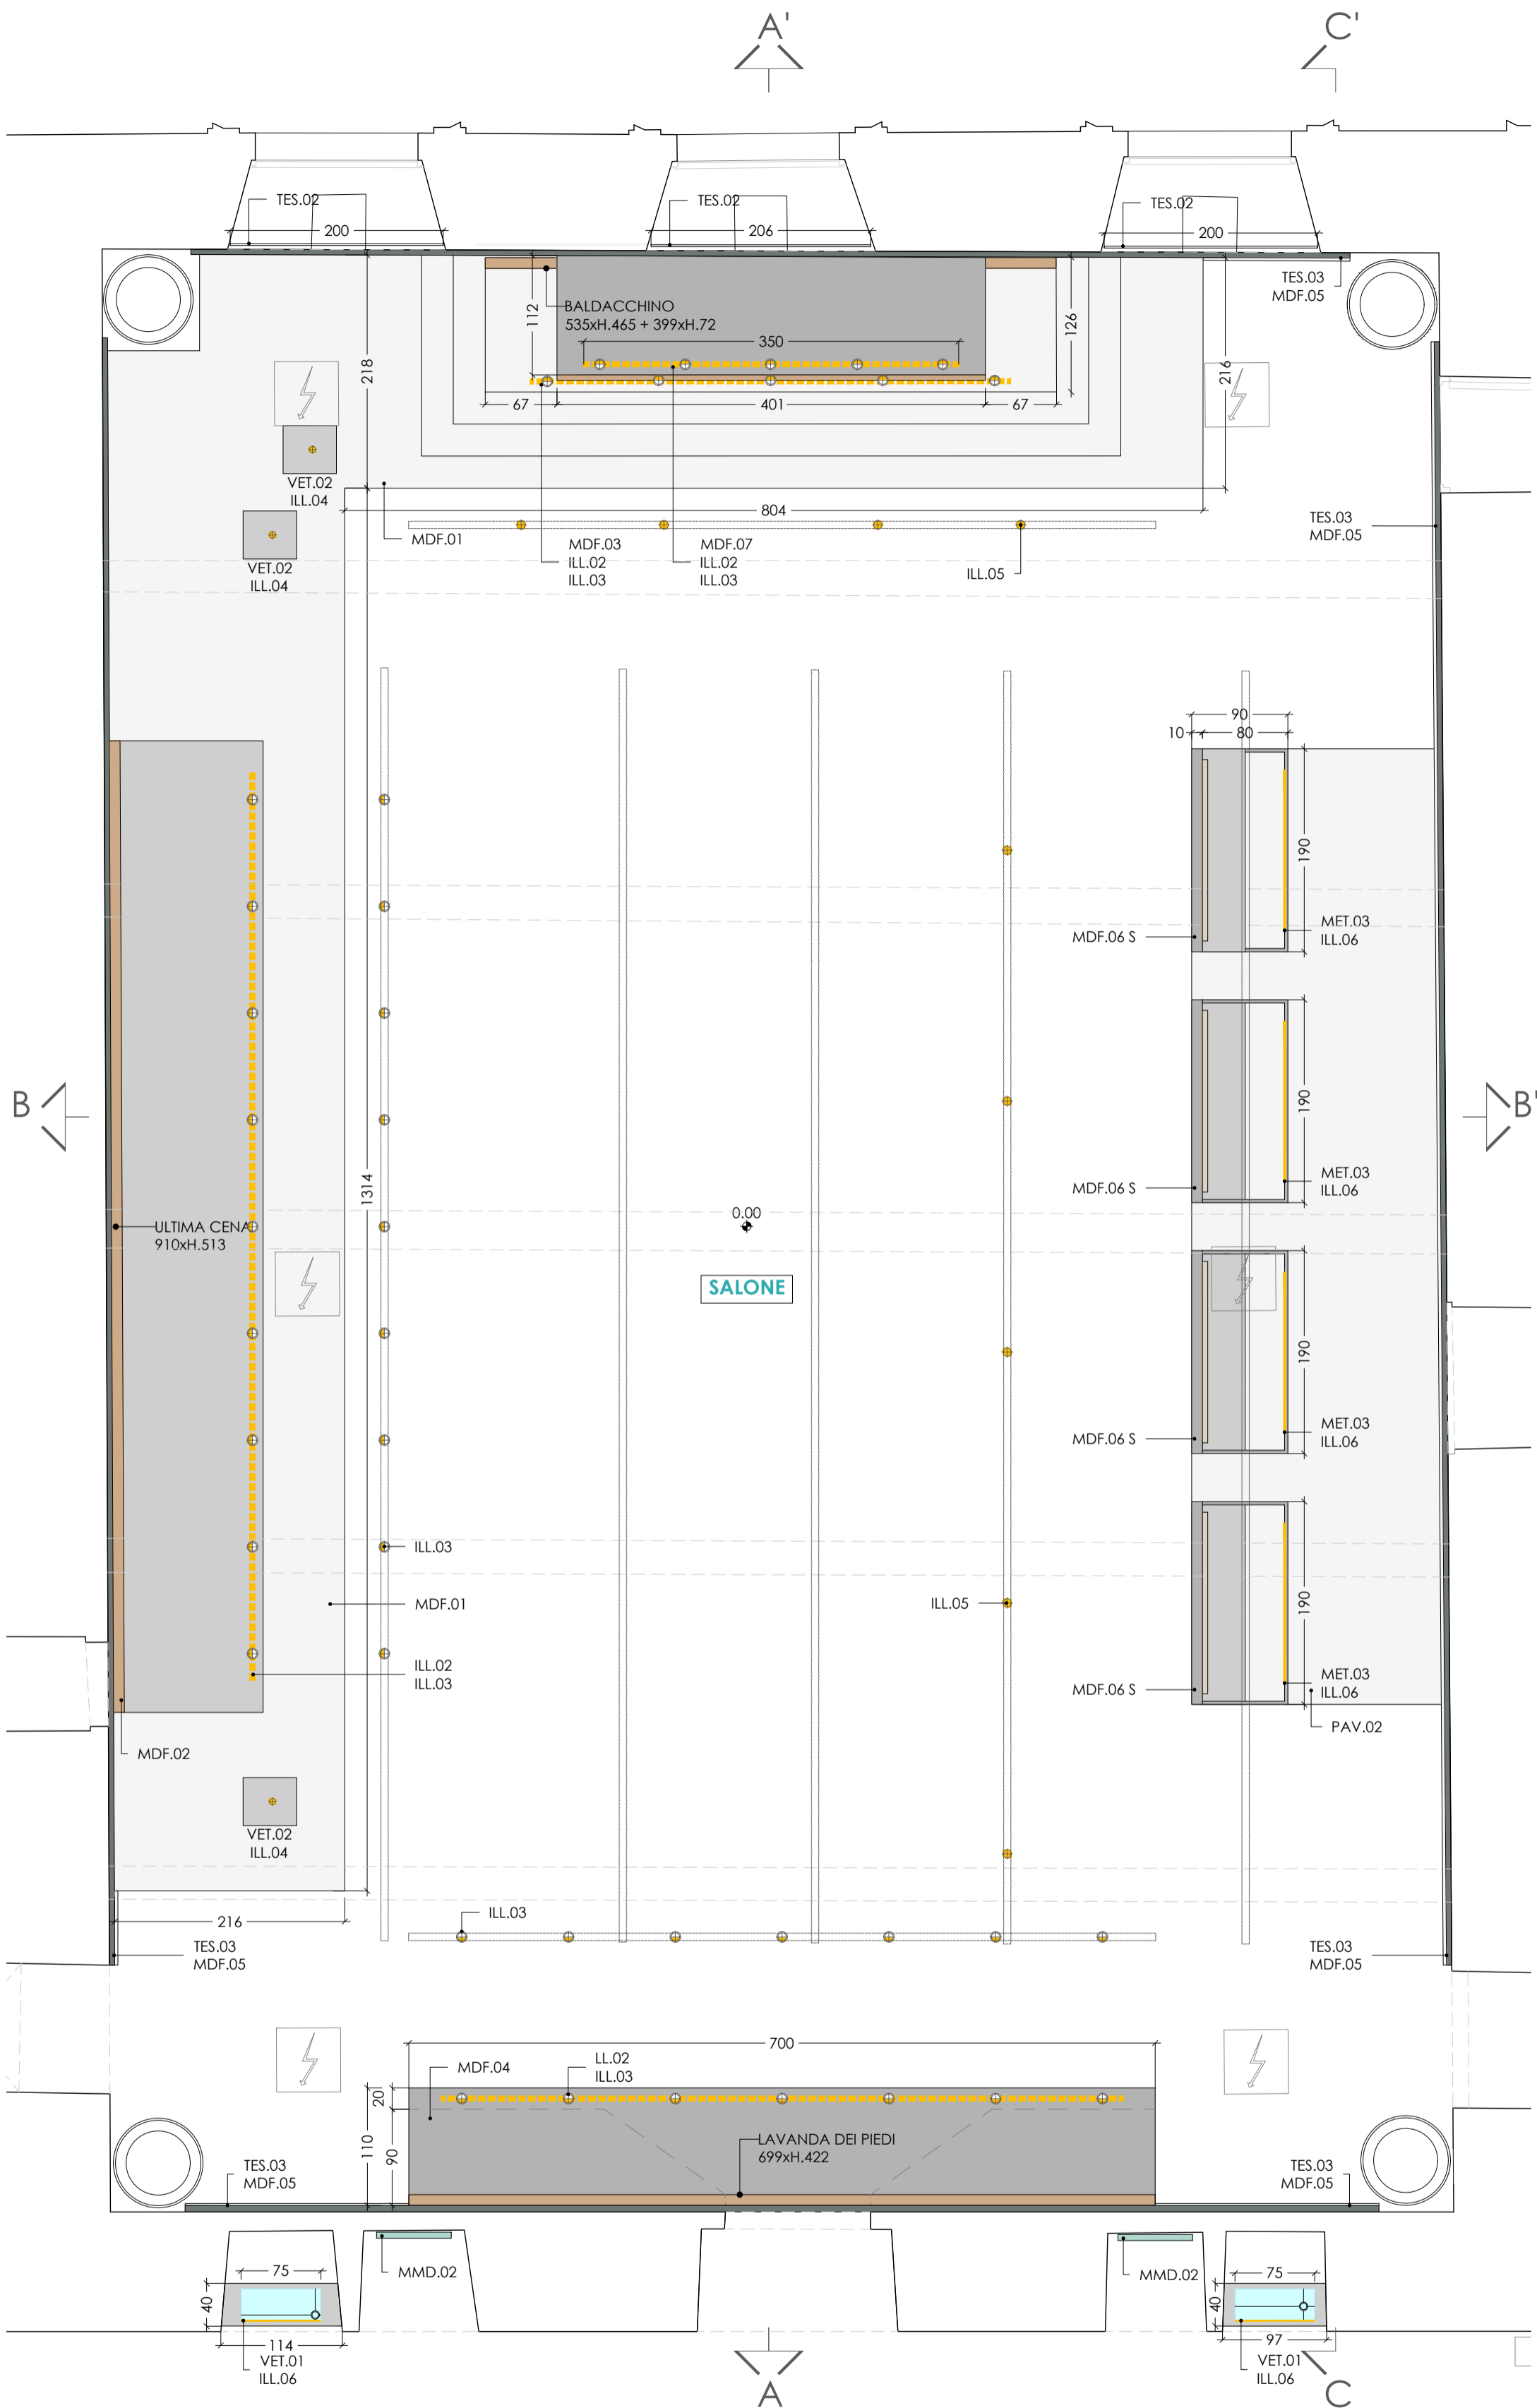 A'
C'
TES.02
TES.02
TES.02
200
206
200
TES.03
MDF.05
BALDACCHINO
535xH.465 + 399xH.72
112
126
350
218
216
67
401
67
VET.02
ILL.04
804
MDF.01
MDF.03
ILL.02
ILL.03
MDF.07
ILL.02
ILL.03
ILL.05
TES.03
MDF.05
VET.02
ILL.04
90
10
80
190
MET.03
ILL.06
MDF.06 S
190
B
B'
1314
MET.03
ILL.06
MDF.06 S
ULTIMA CENA
910xH.513
0.00
SALONE
190
MET.03
ILL.06
MDF.06 S
ILL.03
MDF.01
ILL.05
190
ILL.02
ILL.03
MET.03
ILL.06
MDF.06 S
PAV.02
MDF.02
VET.02
ILL.04
216
ILL.03
TES.03
MDF.05
TES.03
MDF.05
700
MDF.04
LL.02
ILL.03
20
110
90
LAVANDA DEI PIEDI
699xH.422
TES.03
MDF.05
TES.03
MDF.05
75
MMD.02
MMD.02
75
40
40
114
97
VET.01
ILL.06
VET.01
ILL.06
A
C